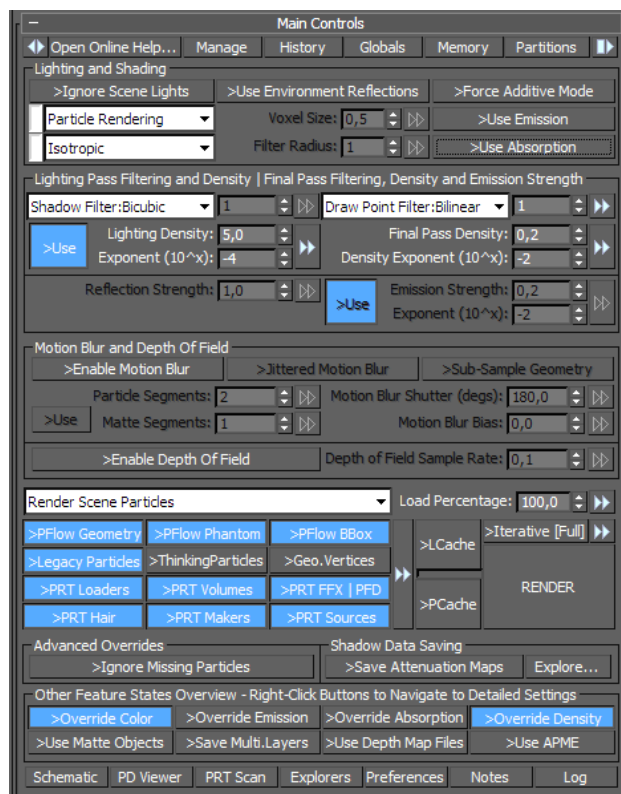 Main Controls
Open Online Help... Manage History Globals Memory Partitions
Lighting and Shading
>Ignore Scene Lights >Use Environment Reflections >Force Additive Mode
Particle Rendering Voxel Size: 0,5 >Use Emission
Isotropic Filter Radius: 1 >Use Absorption
Lighting Pass Filtering and Density | Final Pass Filtering, Density and Emission Strength
Shadow Filter:Bicubic 1 Draw Point Filter:Bilinear 1
>Use Lighting Density: 5,0 Final Pass Density: 0,2
Exponent (10^x): -4 Density Exponent (10^x): -2
Reflection Strength: 1,0 >Use Emission Strength: 0,2
Exponent (10^x): -2
Motion Blur and Depth Of Field
>Enable Motion Blur >Jittered Motion Blur >Sub-Sample Geometry
Particle Segments: 2 Motion Blur Shutter (degs): 180,0
>Use Matte Segments: 1 Motion Blur Bias: 0,0
>Enable Depth Of Field Depth of Field Sample Rate: 0,1
Render Scene Particles Load Percentage: 100,0
>PFlow Geometry >PFlow Phantom >PFlow BBox >LCache >Iterative [Full]
>Legacy Particles >ThinkingParticles >Geo.Vertices
>PRT Loaders >PRT Volumes >PRT FFX | PFD >PCache RENDER
>PRT Hair >PRT Makers >PRT Sources
Advanced Overrides Shadow Data Saving
>Ignore Missing Particles >Save Attenuation Maps Explore...
Other Feature States Overview - Right-Click Buttons to Navigate to Detailed Settings
>Override Color >Override Emission >Override Absorption >Override Density
>Use Matte Objects >Save Multi.Layers >Use Depth Map Files >Use APME
Schematic PD Viewer PRT Scan Explorers Preferences Notes Log